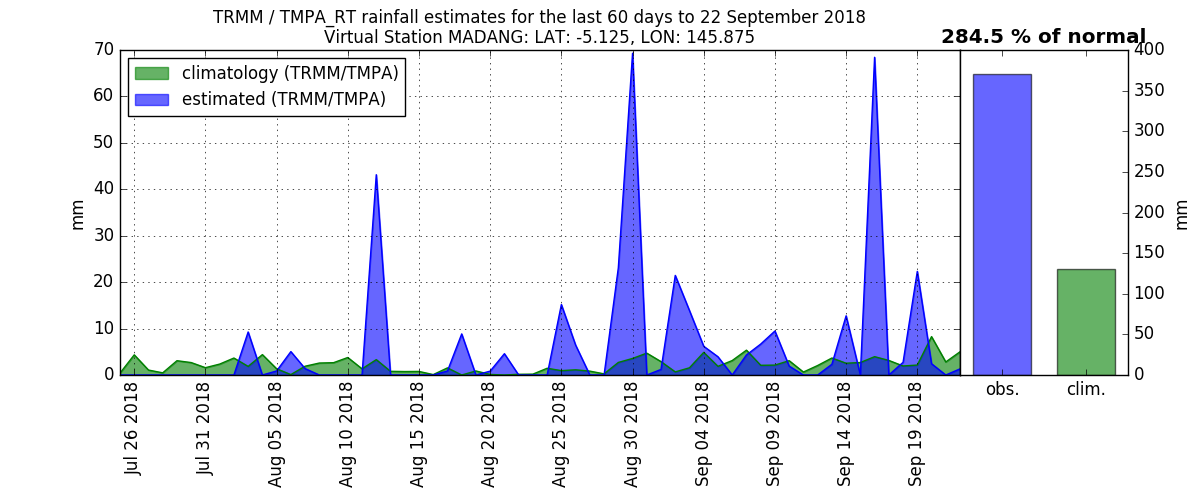 TRMM / TMPA_RT rainfall estimates for the last 60 days to 22 September 2018
Virtual Station MADANG: LAT: -5.125, LON: 145.875
284.5 % of normal
climatology (TRMM/TMPA)
estimated (TRMM/TMPA)
70
60
50
40
30
20
10
0
mm
Jul 26 2018
Jul 31 2018
Aug 05 2018
Aug 10 2018
Aug 15 2018
Aug 20 2018
Aug 25 2018
Aug 30 2018
Sep 04 2018
Sep 09 2018
Sep 14 2018
Sep 19 2018
400
350
300
250
200
150
100
50
0
mm
obs.
clim.